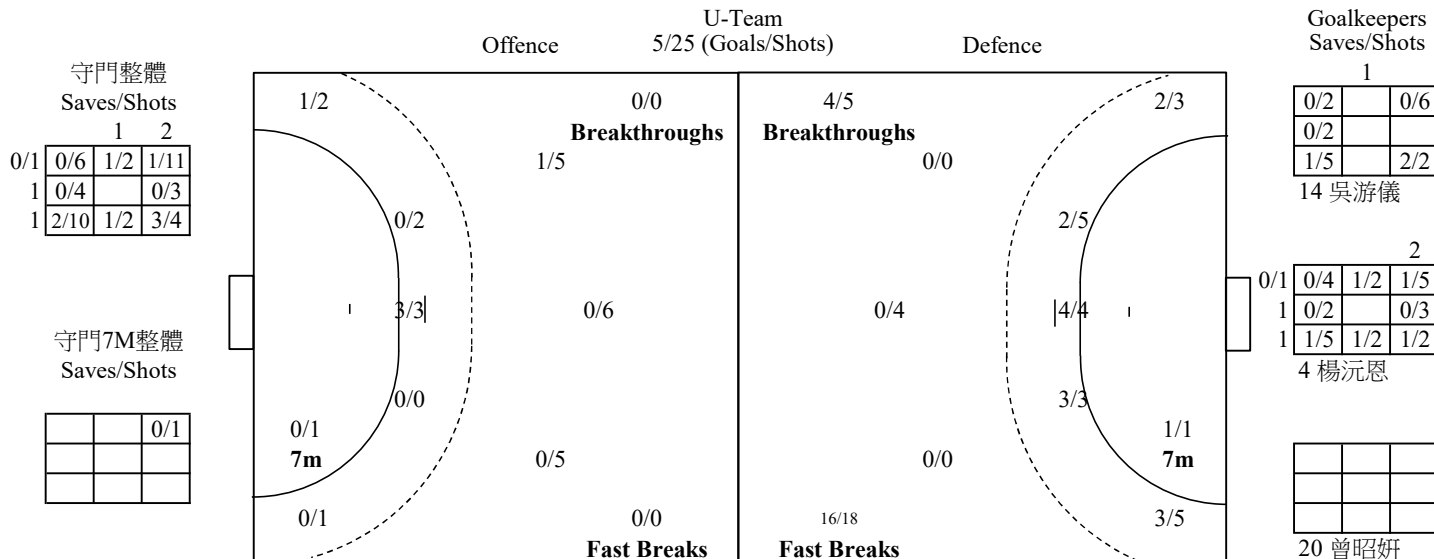 U-Team
Offence 5/25 (Goals/Shots) Defence
守門整體
Saves/Shots
1 2
0/1 0/6 1/2 1/11
1 0/4 0/3
1 2/10 1/2 3/4
守門7M整體
Saves/Shots
0/1
1/2 0/0 4/5 2/3
Breakthroughs Breakthroughs
1/5 0/0
0/2 2/5
3/3 0/6 0/4 4/4
0/0 3/3
0/1 1/1
7m 7m
0/5 0/0
0/1 0/0 16/18 3/5
Fast Breaks Fast Breaks
Goalkeepers
Saves/Shots
1
0/2 0/6
0/2
1/5 2/2
14 吳游儀
2
0/1 0/4 1/2 1/5
1 0/2 0/3
1 1/5 1/2 1/2
4 楊沅恩
20 曾昭妍